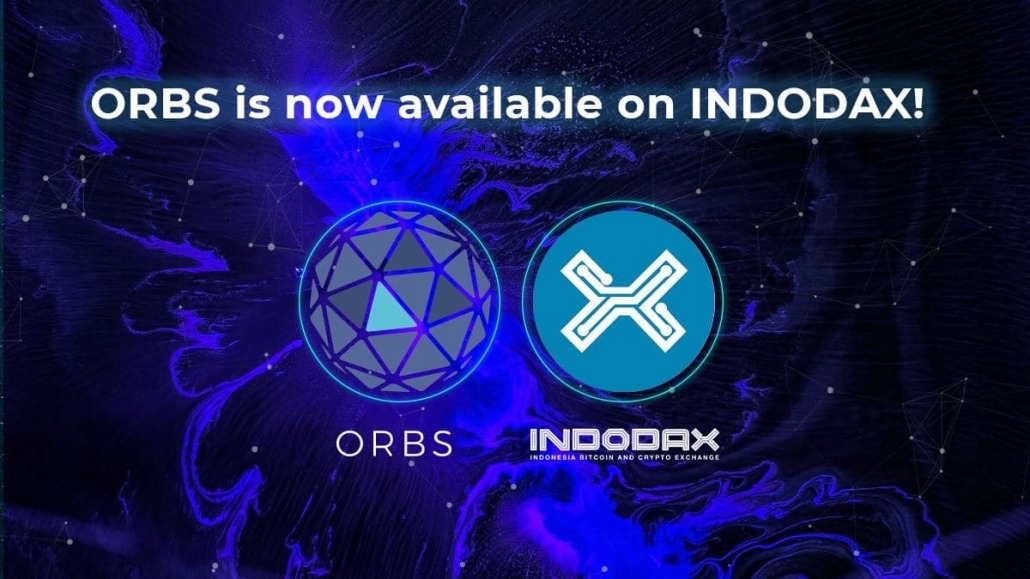 ORBS is now available on INDODAX!
ORBS
INDODAX
INDONESIA BITCOIN AND CRYPTO EXCHANGE